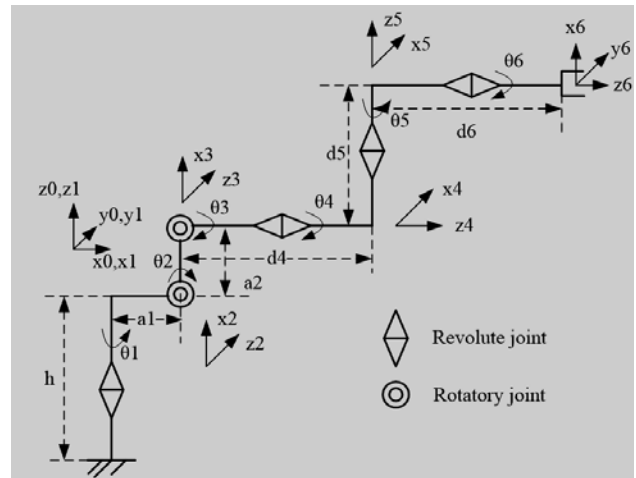 z5
x5
x6
y6
z6
θ6
θ5
d6
d5
x3
z3
z0,z1
y0,y1
x0,x1
θ3
θ4
x4
z4
θ2
d4
a2
a1
x2
z2
θ1
h
Revolute joint
Rotatory joint